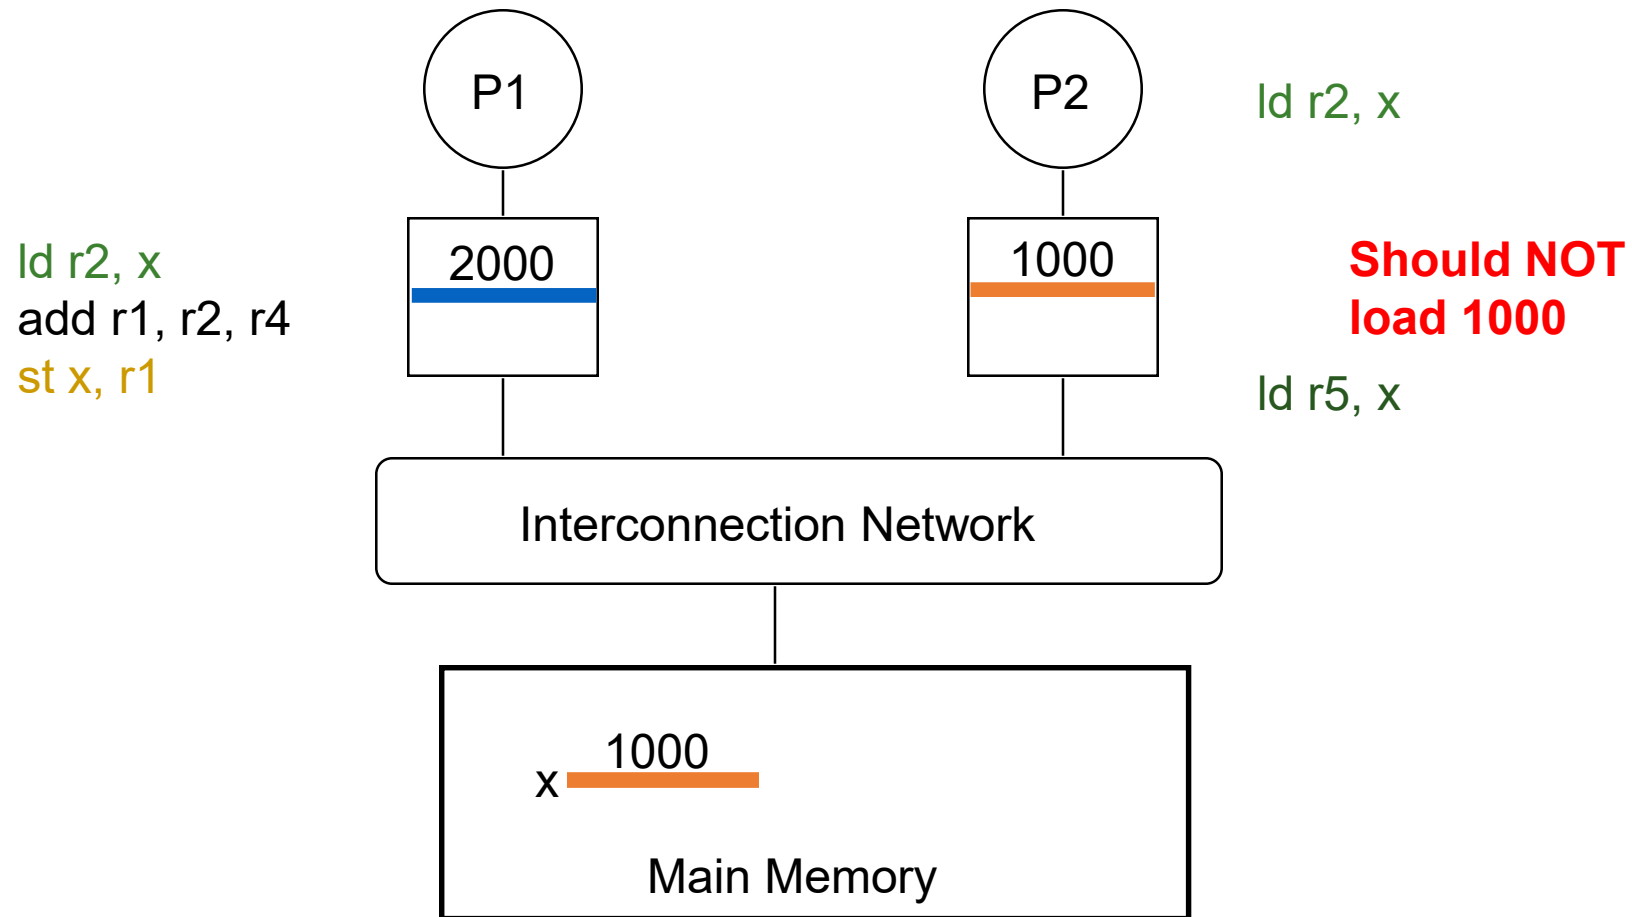 P1
P2
ld r2, x
ld r2, x
add r1, r2, r4
st x, r1
2000
1000
Should NOT
load 1000
ld r5, x
Interconnection Network
1000
x
Main Memory